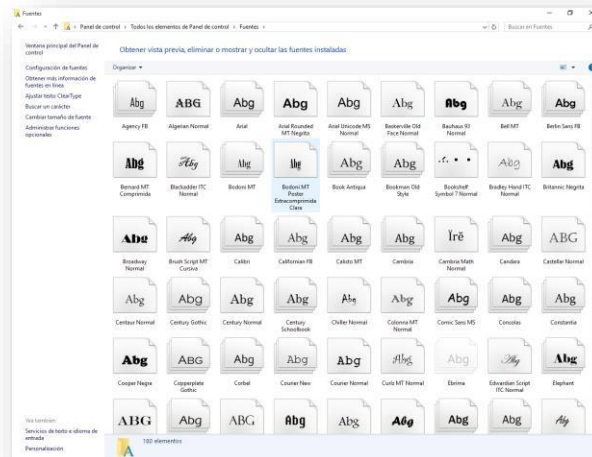 Fuentes
Panel de control > Todos los elementos de Panel de control > Fuentes >
Buscar en Fuentes
Ventana principal del Panel de control
Configuración de fuentes
Obtener más información de fuentes en línea
Ajustar texto ClearType
Buscar un carácter
Cambiar tamaño de fuente
Administrar funciones opcionales
Obtener vista previa, eliminar o mostrar y ocultar las fuentes instaladas
Organizar
Abg ABG Abg Abg Abg Abg Abg Abg Abg
Agency FB
Algerian Normal
Arial
Arial Rounded MT Negrita
Arial Unicode MS Normal
Baskerville Old Face Normal
Bauhaus 93 Normal
Bell MT
Berlin Sans FB
Abg Abg Abg Abg Abg Abg Abg Abg
Bernard MT Comprimida
Blackadder ITC Normal
Bodoni MT
Bodoni MT Poster Extracomprimida Clara
Book Antiqua
Bookman Old Style
Bookshelf Symbol 7 Normal
Bradley Hand ITC Normal
Britannic Negrita
Abg Abg Abg Abg Abg Abg Ïrĕ Abg ABG
Broadway Normal
Brush Script MT Cursiva
Calibri
Californian FB
Calisto MT
Cambria
Cambria Math Normal
Candara
Castellar Normal
Abg Abg Abg Abg Abg Abg Abg Abg Abg
Centaur Normal
Century Gothic
Century Normal
Century Schoolbook
Chiller Normal
Colonna MT Normal
Comic Sans MS
Consolas
Constantia
Abg ABG Abg Abg Abg Abg Abg Abg Abg
Cooper Negra
Copperplate Gothic
Corbel
Courier New
Courier Normal
Curlz MT Normal
Ebrima
Edwardian Script ITC Normal
Elephant
ABG Abg ABG Abg Abg Abg Abg Abg Abg
Vea también
Servicios de texto e idioma de entrada
Personalización
180 elementos